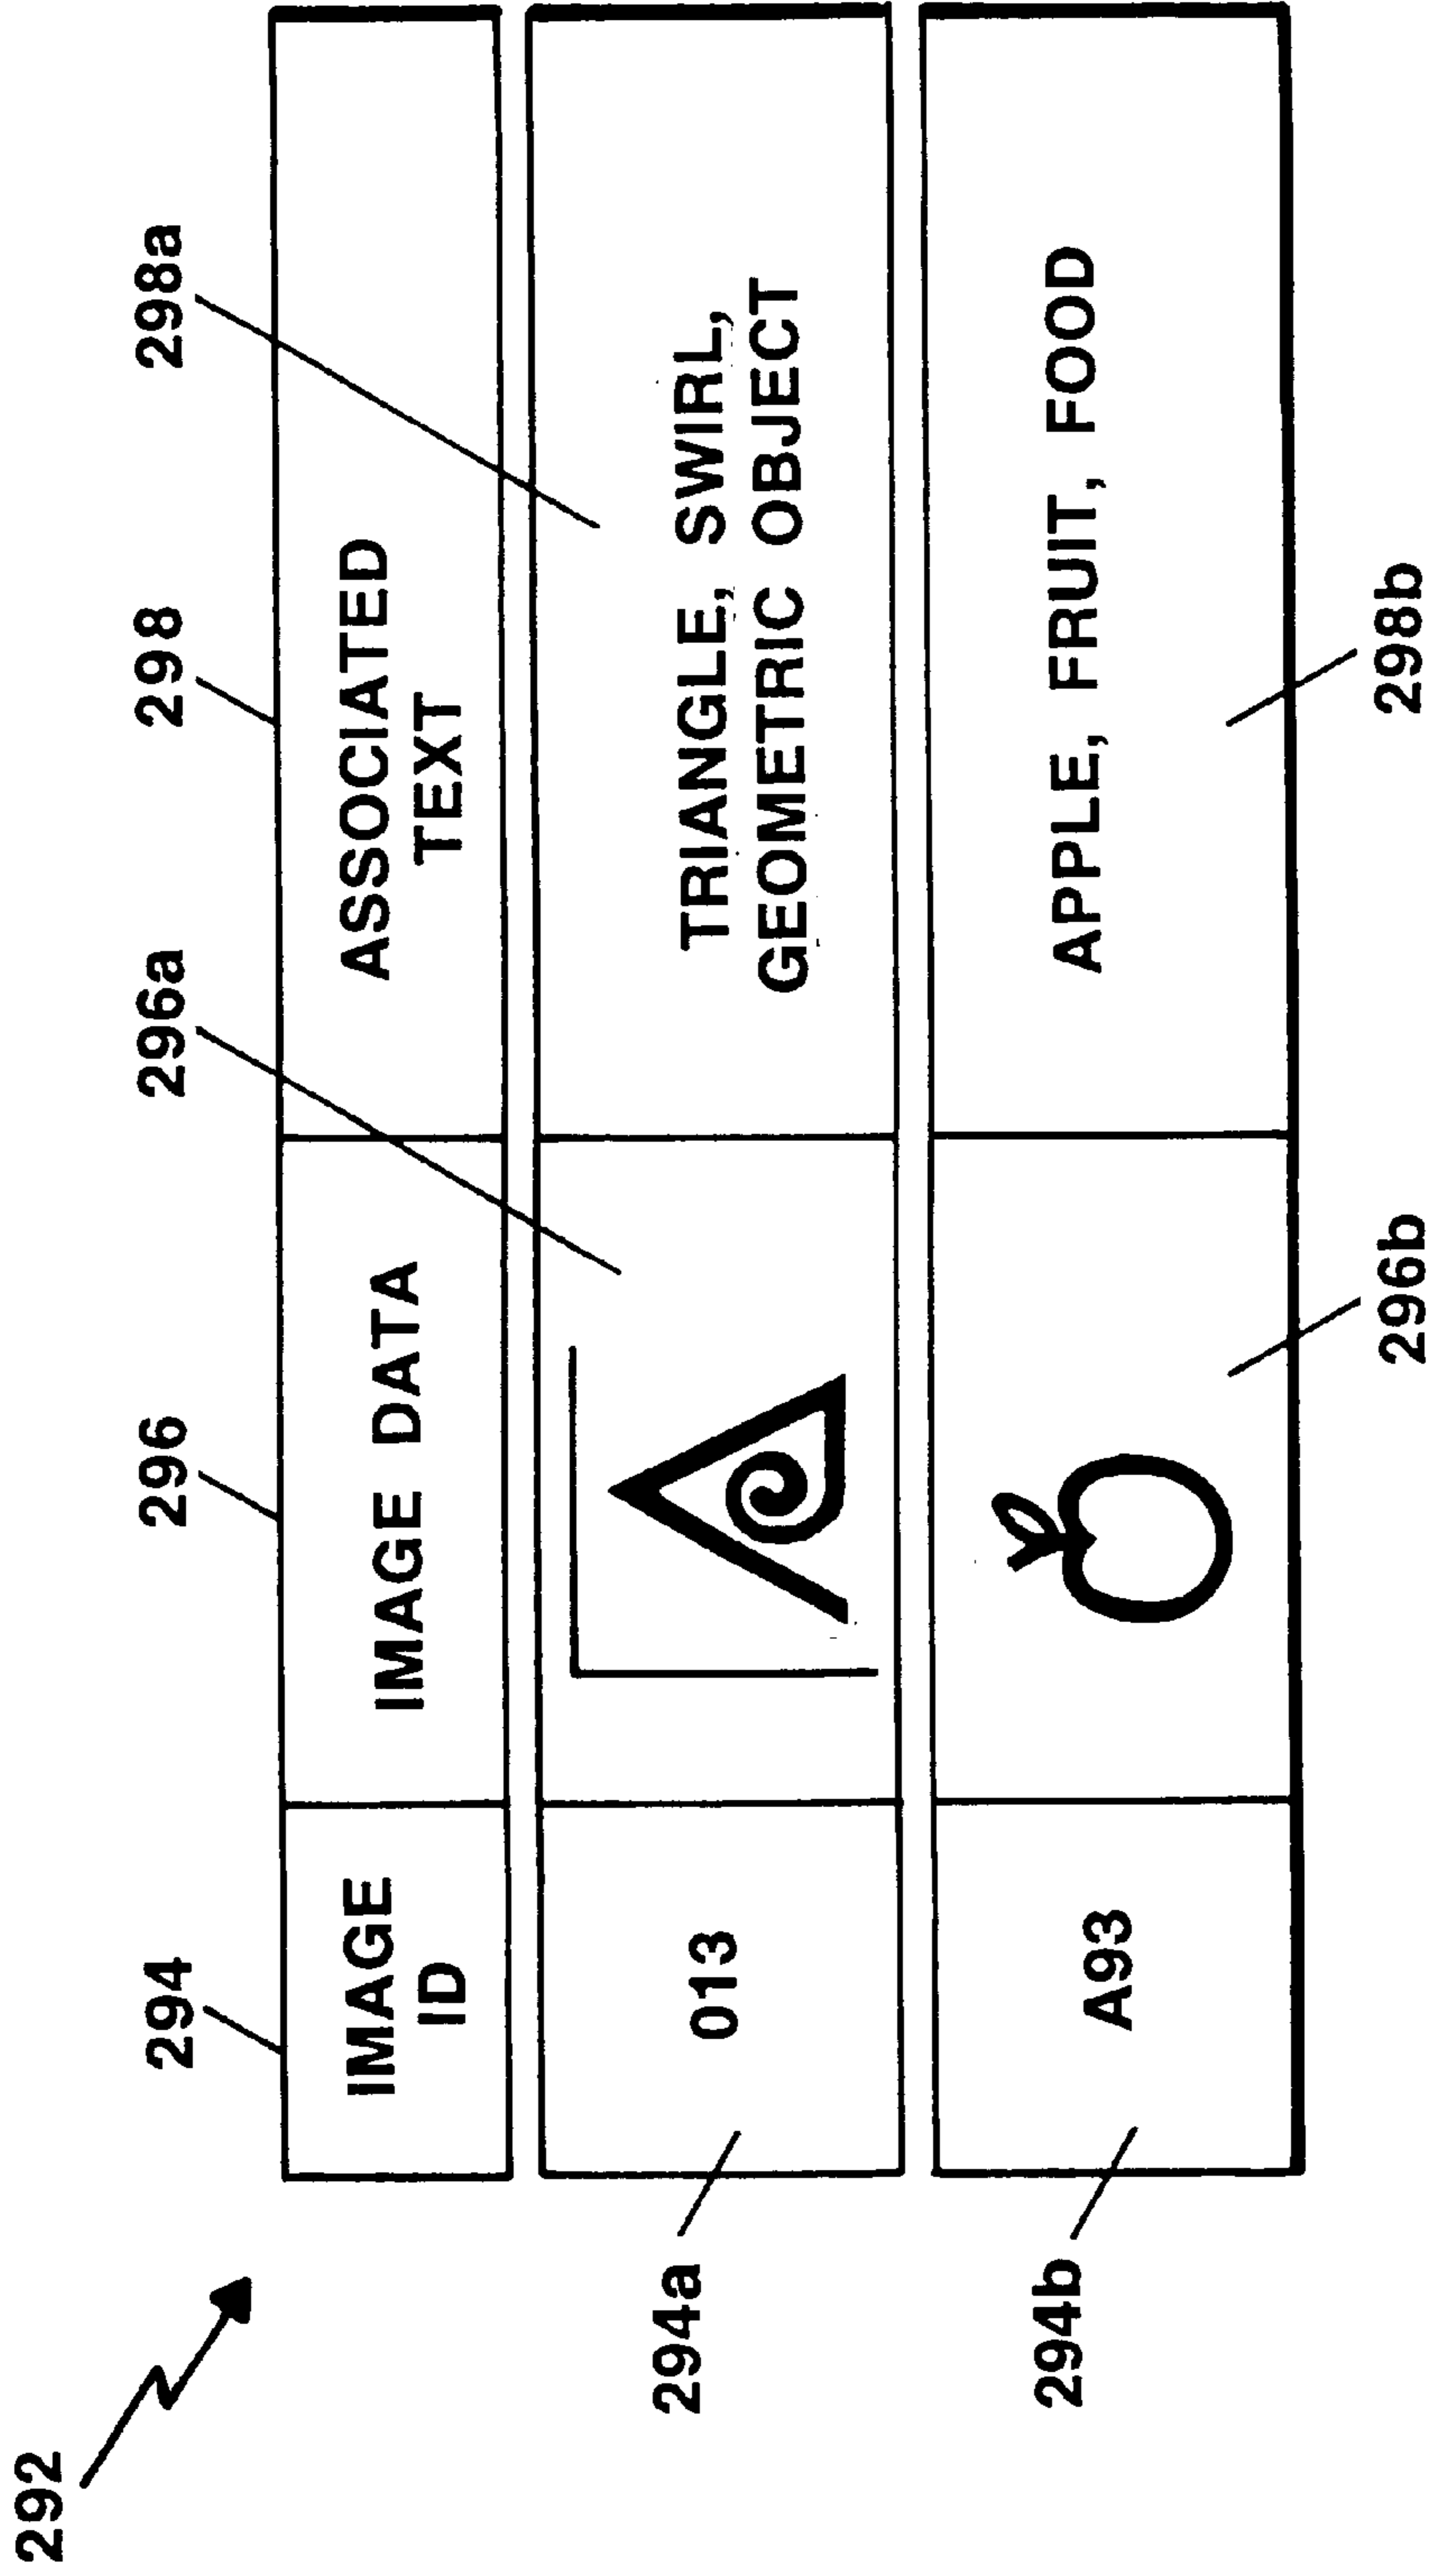 292
294
296
296a
298
298a
IMAGE
ID
IMAGE DATA
ASSOCIATED
TEXT
294a
013
TRIANGLE, SWIRL,
GEOMETRIC OBJECT
294b
A93
APPLE, FRUIT, FOOD
296b
298b